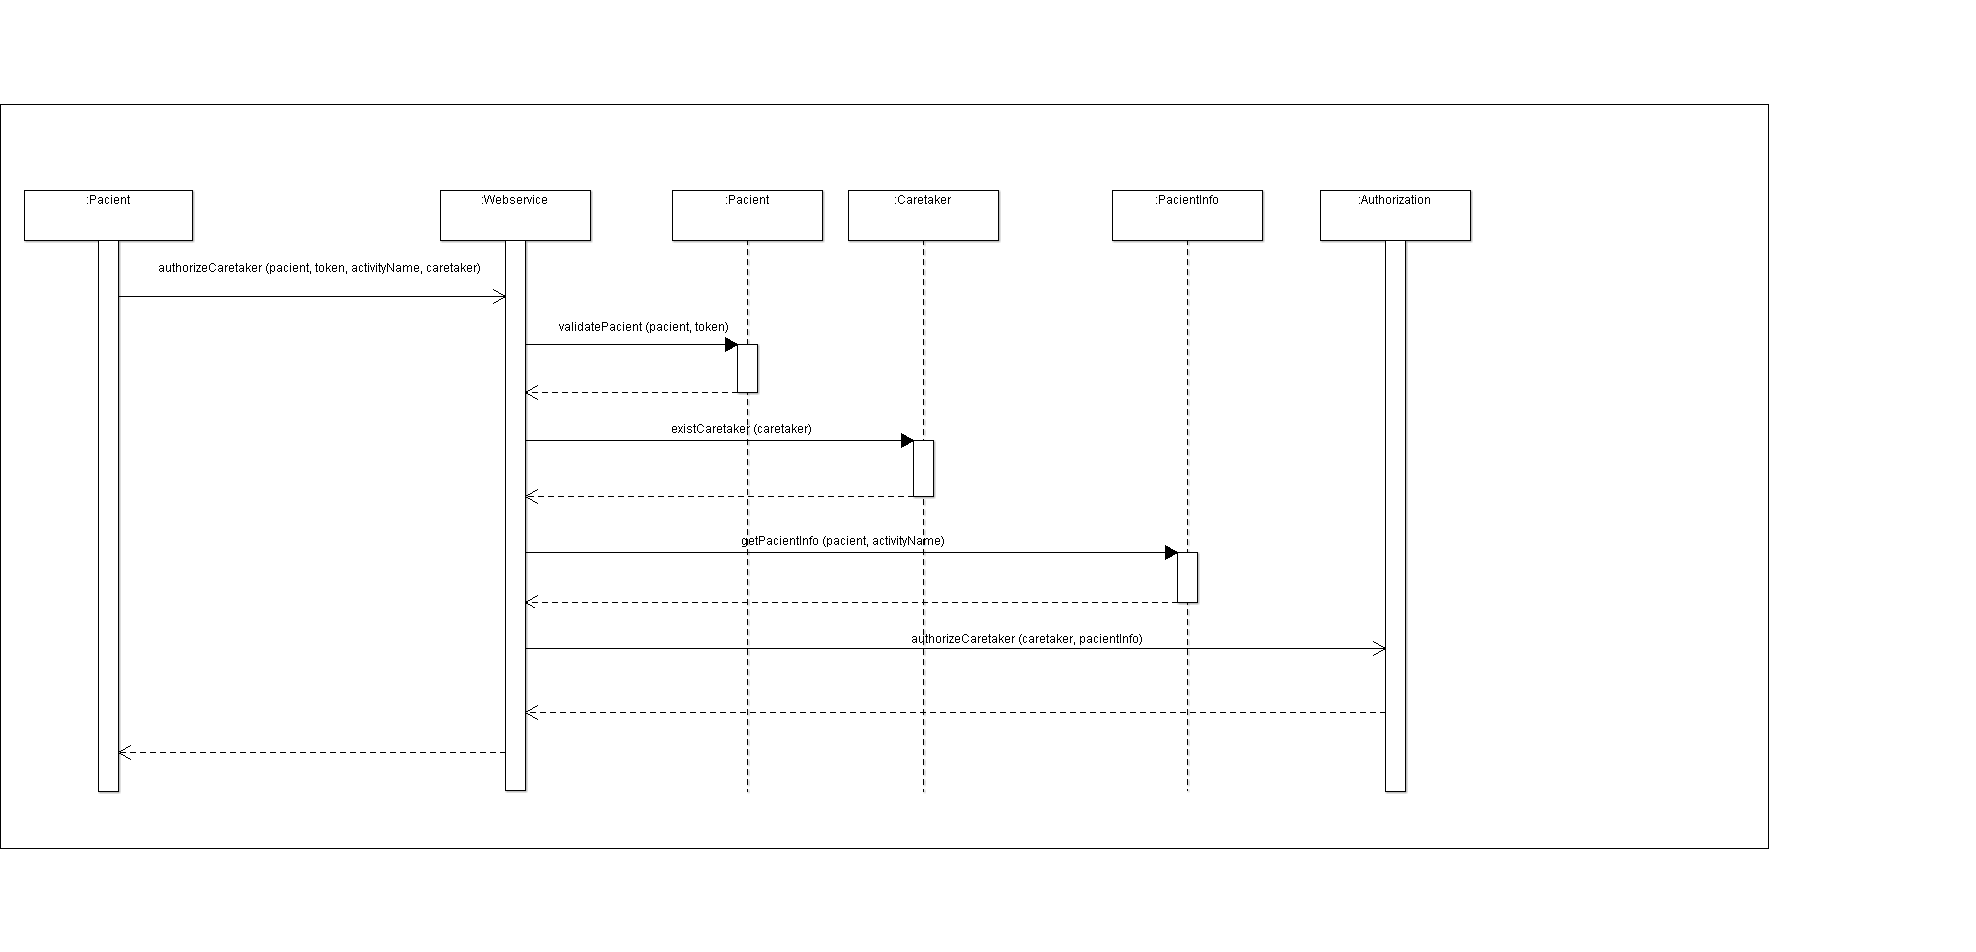 :Pacient
:Webservice
:Pacient
:Caretaker
:PacientInfo
:Authorization
authorizeCaretaker (pacient, token, activityName, caretaker)
validatePacient (pacient, token)
existCaretaker (caretaker)
getPacientInfo (pacient, activityName)
authorizeCaretaker (caretaker, pacientInfo)